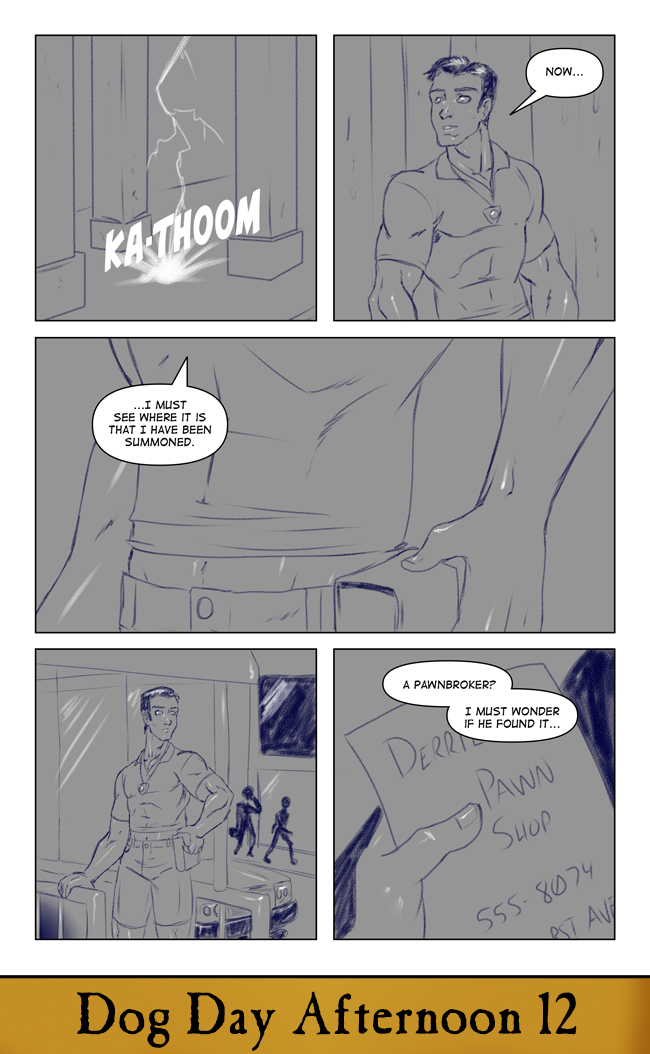 KA-THOOM
NOW...
...I MUST
SEE WHERE IT IS
THAT I HAVE BEEN
SUMMONED.
A PAWNBROKER?
I MUST WONDER
IF HE FOUND IT...
PAWN
SHOP
555-8074
AVE
Dog Day Afternoon 12